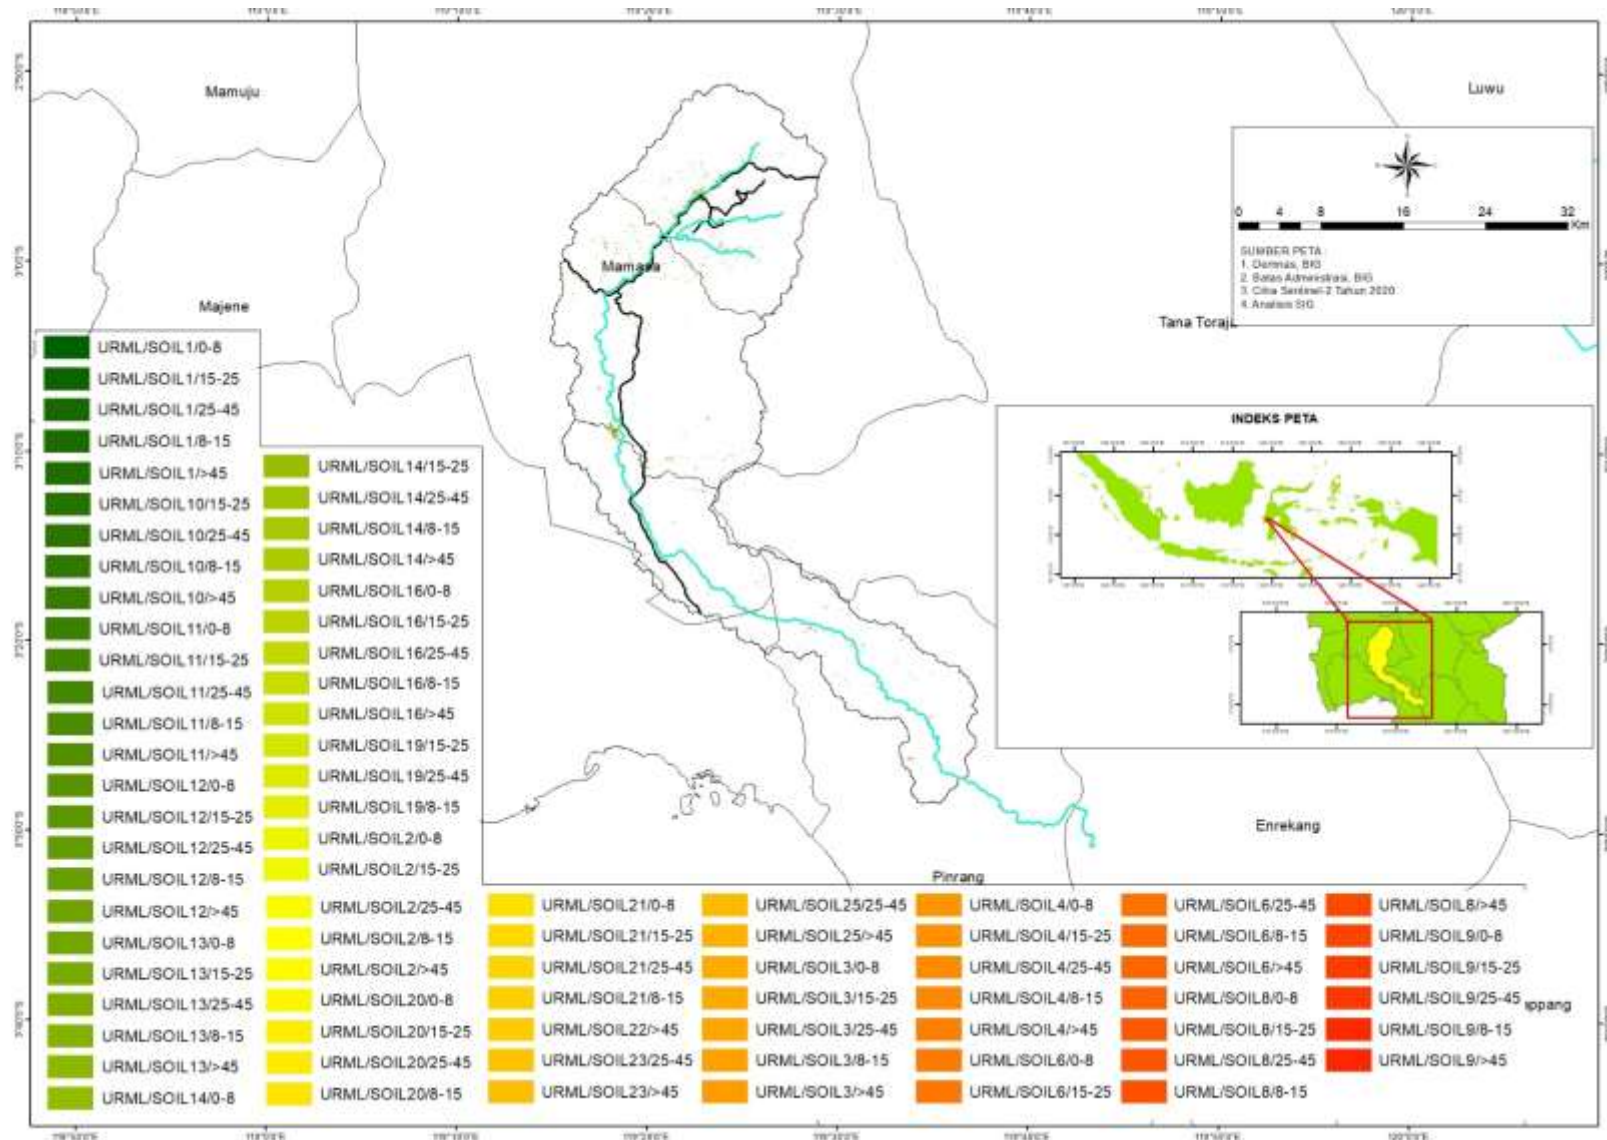 Mamuju
Luwu
0 4 8 16 24 32
Km
SUMBER PETA :
1. Demnas, BIG
2. Batas Administrasi, BIG
3. Citra Sentinel-2 Tahun 2020
4. Analisis SIG
Mamasa
Majene
Tana Toraja
INDEKS PETA
Enrekang
Pinrang
ppang
URML/SOIL1/0-8
URML/SOIL1/15-25
URML/SOIL1/25-45
URML/SOIL1/8-15
URML/SOIL1/>45
URML/SOIL10/15-25
URML/SOIL10/25-45
URML/SOIL10/8-15
URML/SOIL10/>45
URML/SOIL11/0-8
URML/SOIL11/15-25
URML/SOIL11/25-45
URML/SOIL11/8-15
URML/SOIL11/>45
URML/SOIL12/0-8
URML/SOIL12/15-25
URML/SOIL12/25-45
URML/SOIL12/8-15
URML/SOIL12/>45
URML/SOIL13/0-8
URML/SOIL13/15-25
URML/SOIL13/25-45
URML/SOIL13/8-15
URML/SOIL13/>45
URML/SOIL14/0-8
URML/SOIL14/15-25
URML/SOIL14/25-45
URML/SOIL14/8-15
URML/SOIL14/>45
URML/SOIL16/0-8
URML/SOIL16/15-25
URML/SOIL16/25-45
URML/SOIL16/8-15
URML/SOIL16/>45
URML/SOIL19/15-25
URML/SOIL19/25-45
URML/SOIL19/8-15
URML/SOIL2/0-8
URML/SOIL2/15-25
URML/SOIL2/25-45
URML/SOIL2/8-15
URML/SOIL2/>45
URML/SOIL20/0-8
URML/SOIL20/15-25
URML/SOIL20/25-45
URML/SOIL20/8-15
URML/SOIL21/0-8
URML/SOIL21/15-25
URML/SOIL21/25-45
URML/SOIL21/8-15
URML/SOIL22/>45
URML/SOIL23/25-45
URML/SOIL23/>45
URML/SOIL25/25-45
URML/SOIL25/>45
URML/SOIL3/0-8
URML/SOIL3/15-25
URML/SOIL3/25-45
URML/SOIL3/8-15
URML/SOIL3/>45
URML/SOIL4/0-8
URML/SOIL4/15-25
URML/SOIL4/25-45
URML/SOIL4/8-15
URML/SOIL4/>45
URML/SOIL6/0-8
URML/SOIL6/15-25
URML/SOIL6/25-45
URML/SOIL6/8-15
URML/SOIL6/>45
URML/SOIL8/0-8
URML/SOIL8/15-25
URML/SOIL8/25-45
URML/SOIL8/8-15
URML/SOIL8/>45
URML/SOIL9/0-8
URML/SOIL9/15-25
URML/SOIL9/25-45
URML/SOIL9/8-15
URML/SOIL9/>45